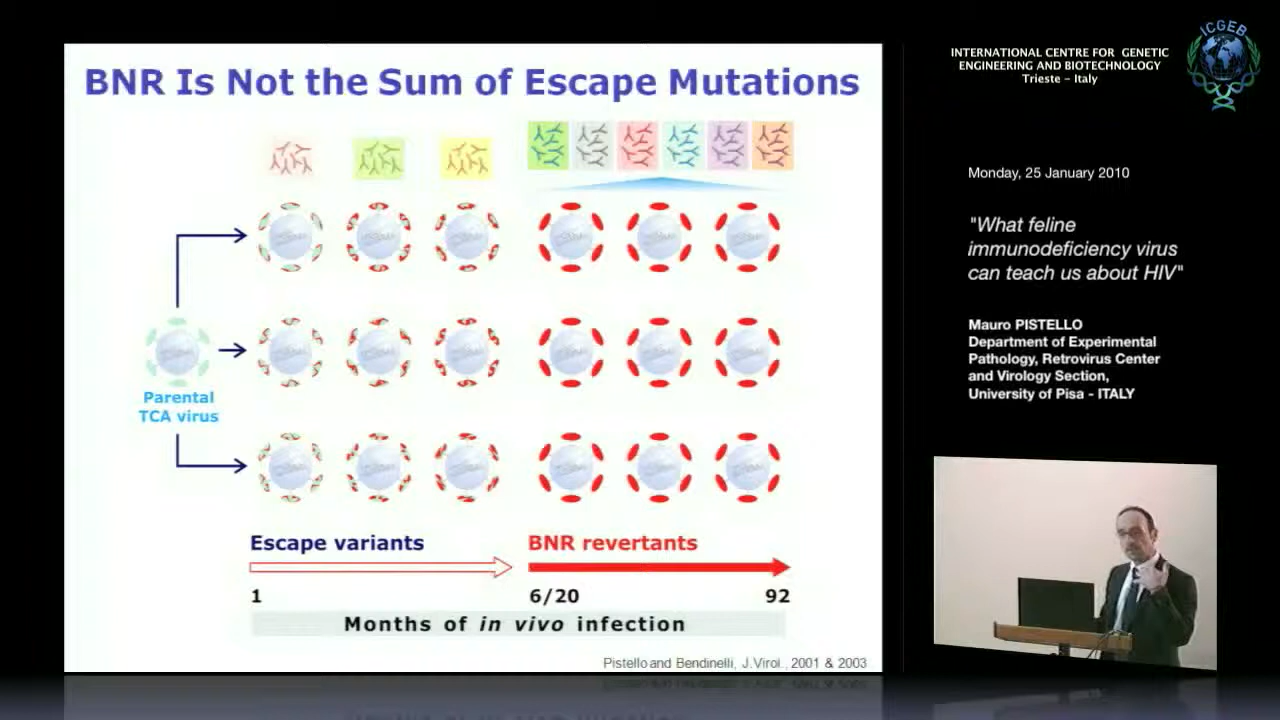 BNR Is Not the Sum of Escape Mutations
Parental
TCA virus
Escape variants
BNR revertants
1
6/20
92
Months of in vivo infection
Pistello and Bendinelli, J.Virol., 2001 & 2003
INTERNATIONAL CENTRE FOR GENETIC
ENGINEERING AND BIOTECHNOLOGY
Trieste - Italy
ICGEB
Monday, 25 January 2010
"What feline
immunodeficiency virus
can teach us about HIV"
Mauro PISTELLO
Department of Experimental
Pathology, Retrovirus Center
and Virology Section,
University of Pisa - ITALY